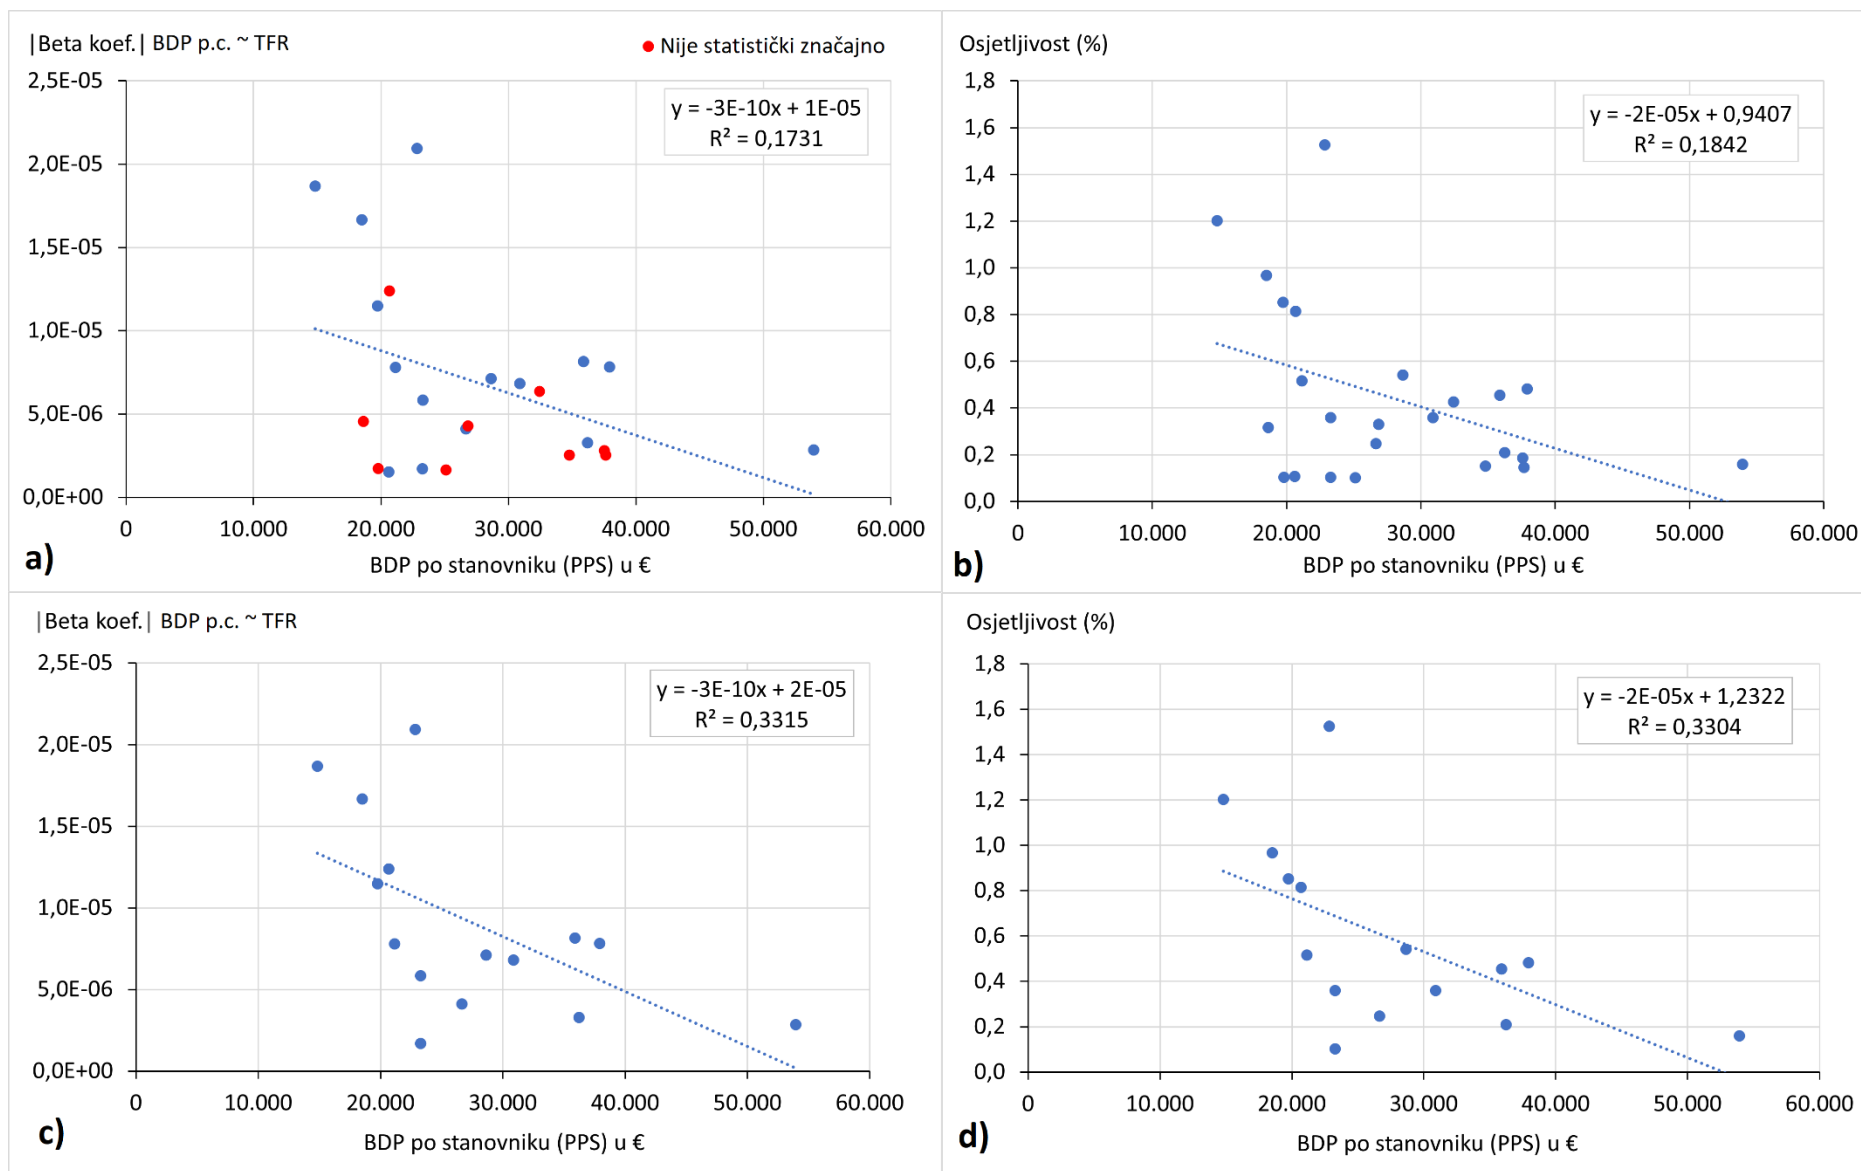 |Beta koef.| BDP p.c. ~ TFR
Nije statistički značajno
2,5E-05
2,0E-05
1,5E-05
1,0E-05
5,0E-06
0,0E+00
y = -3E-10x + 1E-05
R² = 0,1731
0
10.000
20.000
30.000
40.000
50.000
60.000
BDP po stanovniku (PPS) u €
a)
Osjetljivost (%)
1,8
1,6
1,4
1,2
1,0
0,8
0,6
0,4
0,2
0,0
y = -2E-05x + 0,9407
R² = 0,1842
0
10.000
20.000
30.000
40.000
50.000
60.000
BDP po stanovniku (PPS) u €
b)
|Beta koef.| BDP p.c. ~ TFR
2,5E-05
2,0E-05
1,5E-05
1,0E-05
5,0E-06
0,0E+00
y = -3E-10x + 2E-05
R² = 0,3315
0
10.000
20.000
30.000
40.000
50.000
60.000
BDP po stanovniku (PPS) u €
c)
Osjetljivost (%)
1,8
1,6
1,4
1,2
1,0
0,8
0,6
0,4
0,2
0,0
y = -2E-05x + 1,2322
R² = 0,3304
0
10.000
20.000
30.000
40.000
50.000
60.000
BDP po stanovniku (PPS) u €
d)